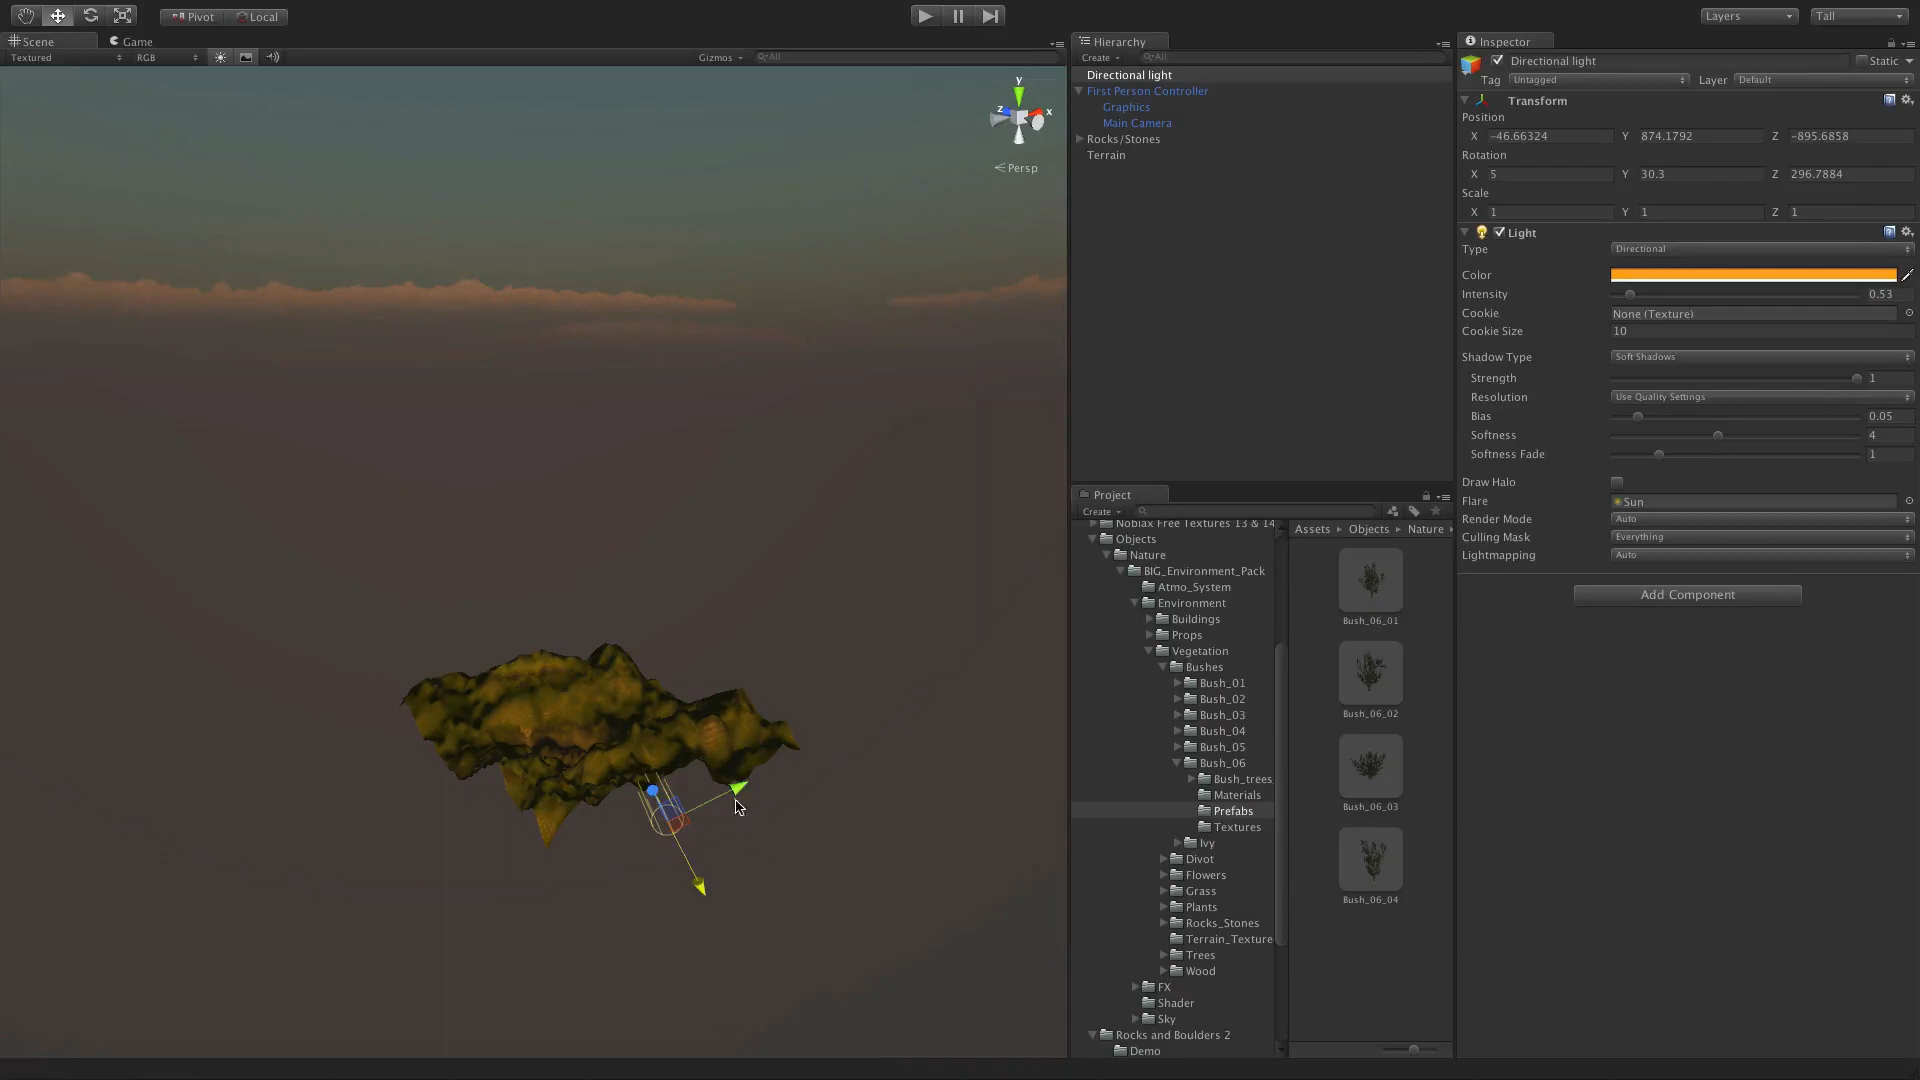 Pivot Local Layers Tall
Scene Game
Textured RGB Gizmos All
y
z x
Persp
Hierarchy
Create All
Directional light
First Person Controller
Graphics
Main Camera
Rocks/Stones
Terrain
Project
Create
Nobiax Free Textures 13 & 14
Objects
Nature
BIG_Environment_Pack
Atmo_System
Environment
Buildings
Props
Vegetation
Bushes
Bush_01
Bush_02
Bush_03
Bush_04
Bush_05
Bush_06
Bush_trees
Materials
Prefabs
Textures
Ivy
Divot
Flowers
Grass
Plants
Rocks_Stones
Terrain_Texture
Trees
Wood
FX
Shader
Sky
Rocks and Boulders 2
Demo
Assets Objects Nature
Bush_06_01
Bush_06_02
Bush_06_03
Bush_06_04
Inspector
Directional light Static
Tag Untagged Layer Default
Transform
Position
X -46.66324 Y 874.1792 Z -895.6858
Rotation
X 5 Y 30.3 Z 296.7884
Scale
X 1 Y 1 Z 1
Light
Type Directional
Color
Intensity 0.53
Cookie None (Texture)
Cookie Size 10
Shadow Type Soft Shadows
Strength 1
Resolution Use Quality Settings
Bias 0.05
Softness 4
Softness Fade 1
Draw Halo
Flare Sun
Render Mode Auto
Culling Mask Everything
Lightmapping Auto
Add Component